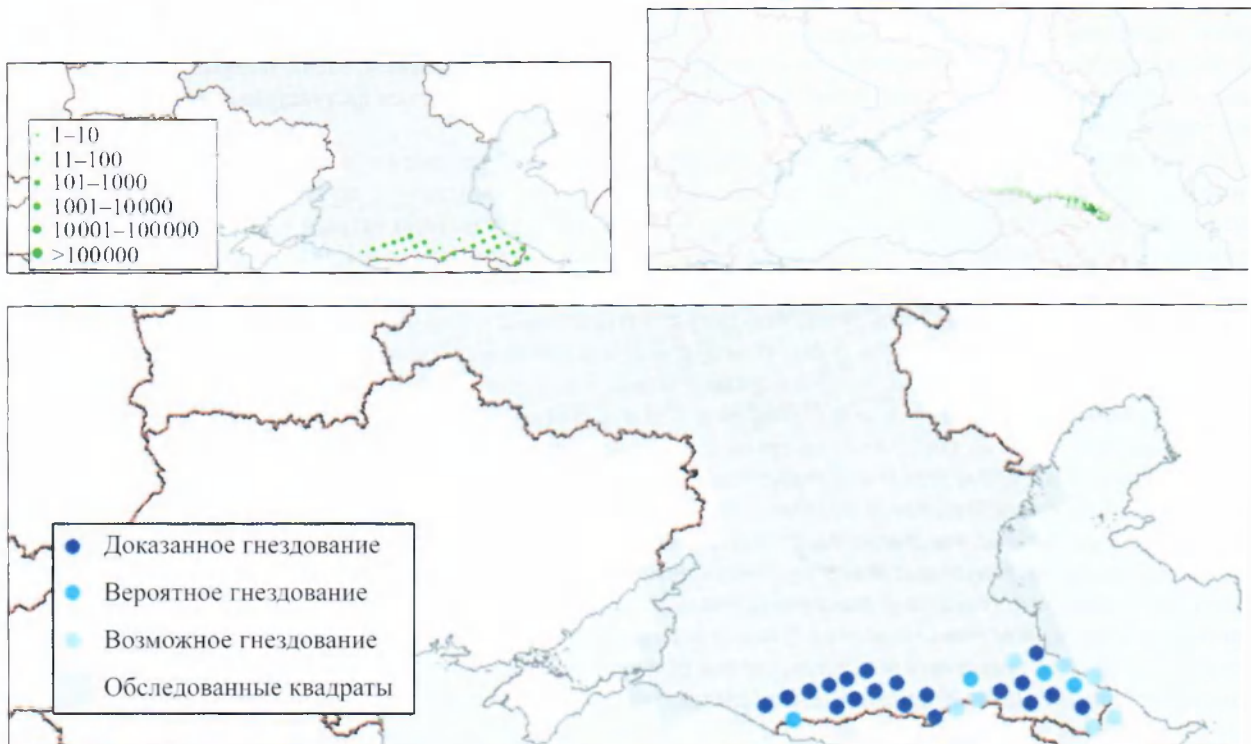 1–10
11–100
101–1000
1001–10000
10001–100000
>100000
Доказанное гнездование
Вероятное гнездование
Возможное гнездование
Обследованные квадраты